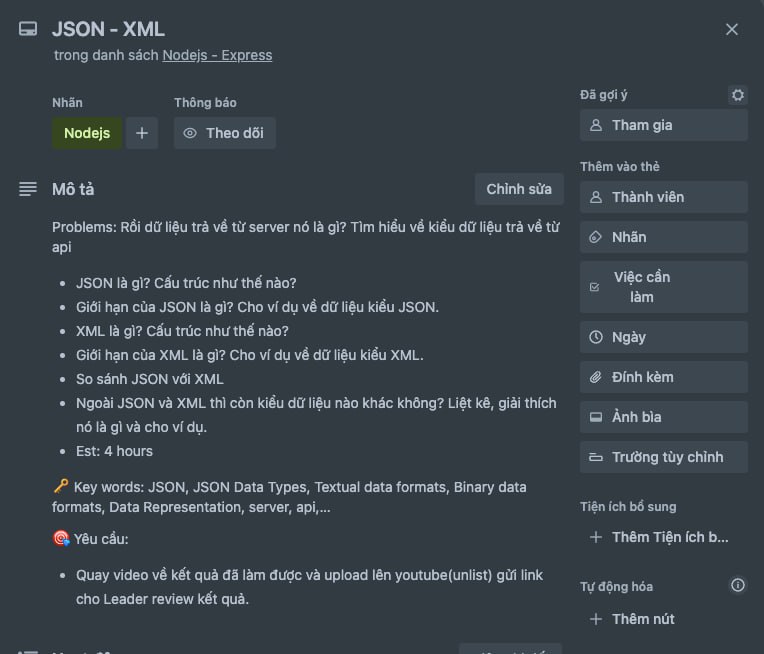 JSON - XML
trong danh sách Nodejs - Express
Nhãn
Thông báo
Nodejs
Theo dõi
Mô tả
Chỉnh sửa
Problems: Rồi dữ liệu trả về từ server nó là gì? Tìm hiểu về kiểu dữ liệu trả về từ
api
• JSON là gì? Cấu trúc như thế nào?
• Giới hạn của JSON là gì? Cho ví dụ về dữ liệu kiểu JSON.
• XML là gì? Cấu trúc như thế nào?
• Giới hạn của XML là gì? Cho ví dụ về dữ liệu kiểu XML.
• So sánh JSON với XML
• Ngoài JSON và XML thì còn kiểu dữ liệu nào khác không? Liệt kê, giải thích
nó là gì và cho ví dụ.
• Est: 4 hours
🔑 Key words: JSON, JSON Data Types, Textual data formats, Binary data
formats, Data Representation, server, api,...
🎯 Yêu cầu:
• Quay video về kết quả đã làm được và upload lên youtube(unlist) gửi link
cho Leader review kết quả.
Đã gợi ý
Tham gia
Thêm vào thẻ
Thành viên
Nhãn
Việc cần
làm
Ngày
Đính kèm
Ảnh bìa
Trường tùy chỉnh
Tiện ích bổ sung
+ Thêm Tiện ích b...
Tự động hóa
+ Thêm nút